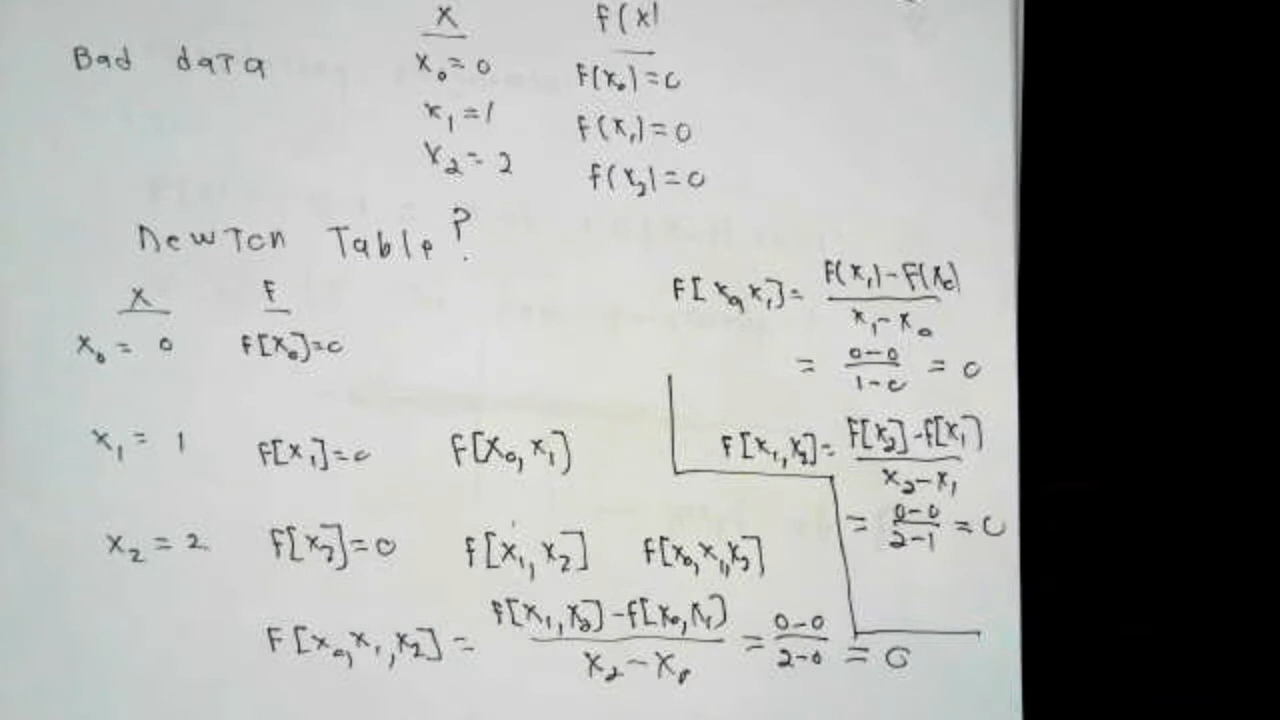 x F(x)
Bad data x₀=0 F(x₀)=0
x₁=1 F(x₁)=0
x₂=2 F(x₂)=0
Newton Table?
x F
x₀ = 0 F[x₀]=0
F[x₀,x₁] = F(x₁)-F(x₀) / x₁-x₀
= 0-0 / 1-0 = 0
x₁ = 1 F[x₁]=0 F[x₀,x₁]
F[x₁,x₂] = F[x₂]-F[x₁] / x₂-x₁
= 0-0 / 2-1 = 0
x₂ = 2 F[x₂]=0 F[x₁,x₂] F[x₀,x₁,x₂]
F[x₀,x₁,x₂] = F[x₁,x₂]-F[x₀,x₁] / x₂-x₀ = 0-0 / 2-0 = 0